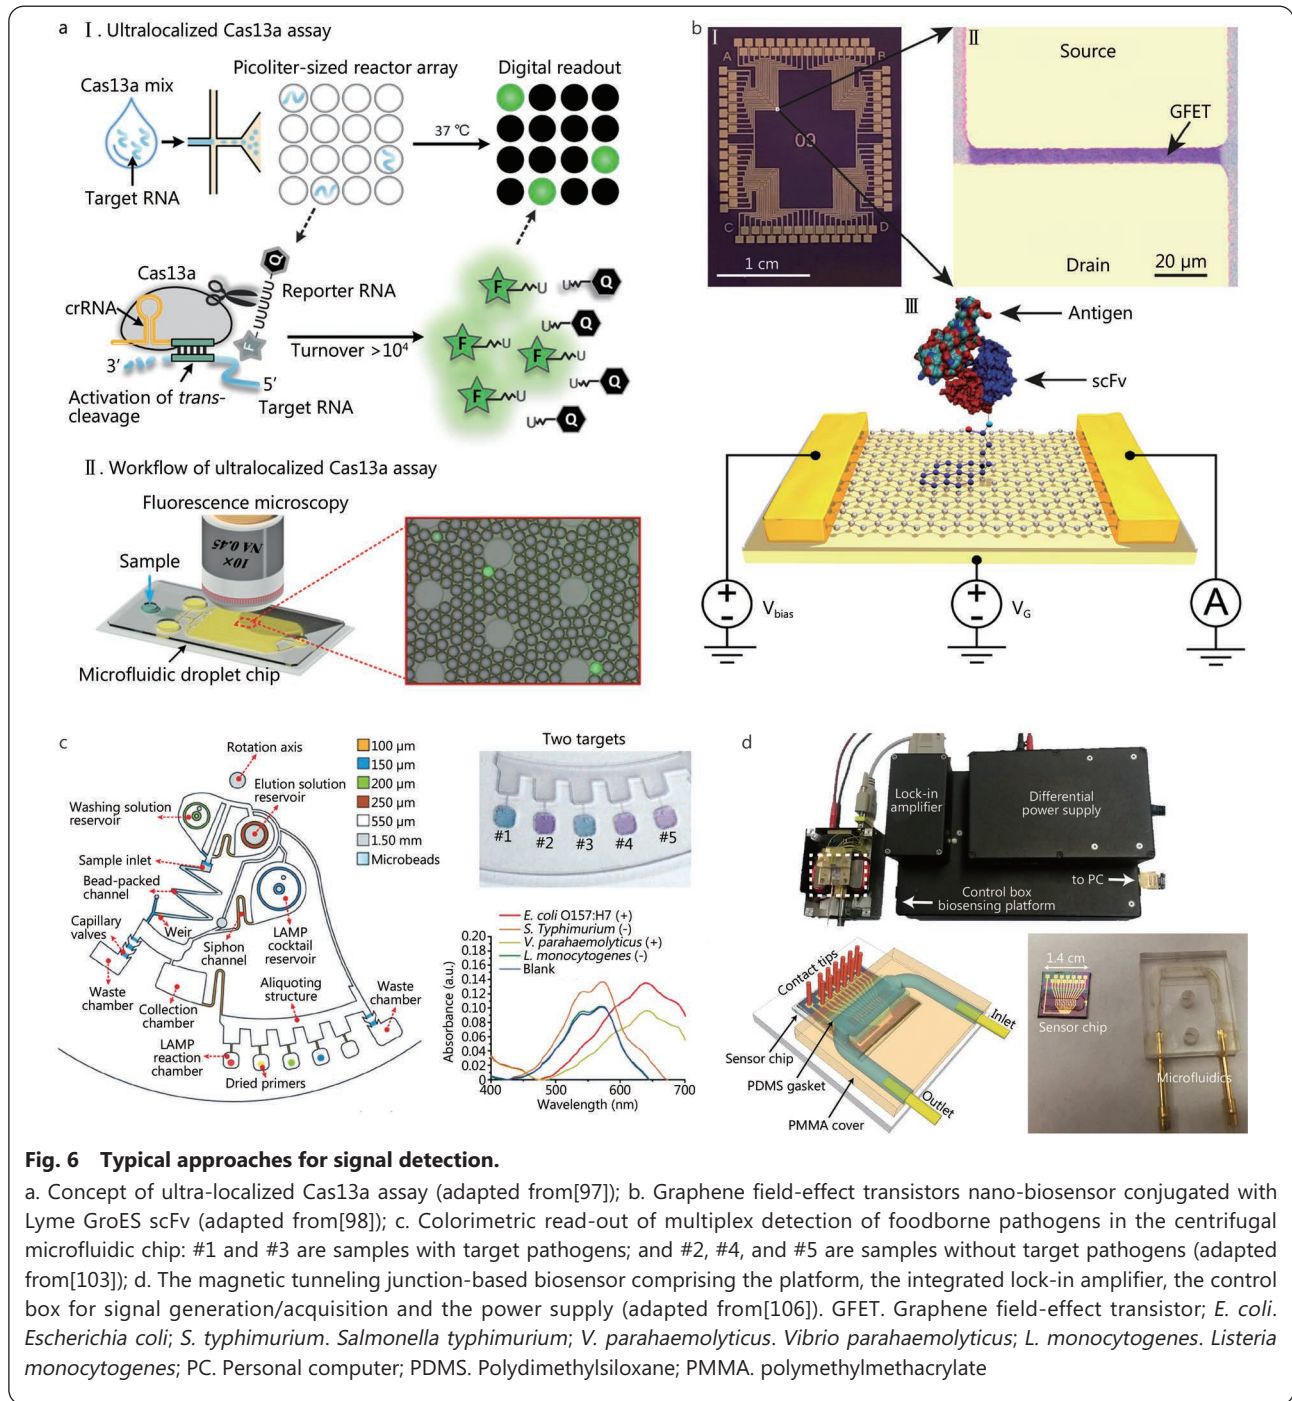 a
Ⅰ. Ultralocalized Cas13a assay
Cas13a mix
Target RNA
Picoliter-sized reactor array
37 ℃
Digital readout
Cas13a
crRNA
Q
Reporter RNA
F
3'
5'
Activation of trans-
cleavage
Target RNA
Turnover >10⁴
F
U
U
Q
F
U
F
U
U
Q
F
U
U
Q
U
Q
Ⅱ. Workflow of ultralocalized Cas13a assay
Fluorescence microscopy
10×
NA 0.45
Sample
Microfluidic droplet chip
b
Ⅰ
A
B
C
D
09
1 cm
Ⅱ
Source
GFET
Drain
20 μm
Ⅲ
Antigen
scFv
Vbias
VG
A
c
Rotation axis
Elution solution
reservoir
Washing solution
reservoir
Sample inlet
Bead-packed
channel
Capillary
valves
Weir
Siphon
channel
LAMP
cocktail
reservoir
Waste
chamber
Collection
chamber
Aliquoting
structure
Waste
chamber
LAMP
reaction
chamber
Dried primers
100 μm
150 μm
200 μm
250 μm
550 μm
1.50 mm
Microbeads
Two targets
#1
#2
#3
#4
#5
E. coli O157:H7 (+)
S. Typhimurium (-)
V. parahaemolyticus (+)
L. monocytogenes (-)
Blank
Absorbance (a.u.)
0.20
0.16
0.14
0.12
0.10
0.08
0.06
0.04
0.02
0
400
500
600
700
Wavelength (nm)
d
Lock-in
amplifier
Differential
power supply
to PC
Control box
biosensing platform
Contact tips
Sensor chip
PDMS gasket
PMMA cover
Inlet
Outlet
1.4 cm
Sensor chip
Microfluidics
Fig. 6 Typical approaches for signal detection.
a. Concept of ultra-localized Cas13a assay (adapted from[97]); b. Graphene field-effect transistors nano-biosensor conjugated with
Lyme GroES scFv (adapted from[98]); c. Colorimetric read-out of multiplex detection of foodborne pathogens in the centrifugal
microfluidic chip: #1 and #3 are samples with target pathogens; and #2, #4, and #5 are samples without target pathogens (adapted
from[103]); d. The magnetic tunneling junction-based biosensor comprising the platform, the integrated lock-in amplifier, the control
box for signal generation/acquisition and the power supply (adapted from[106]). GFET. Graphene field-effect transistor; E. coli.
Escherichia coli; S. typhimurium. Salmonella typhimurium; V. parahaemolyticus. Vibrio parahaemolyticus; L. monocytogenes. Listeria
monocytogenes; PC. Personal computer; PDMS. Polydimethylsiloxane; PMMA. polymethylmethacrylate